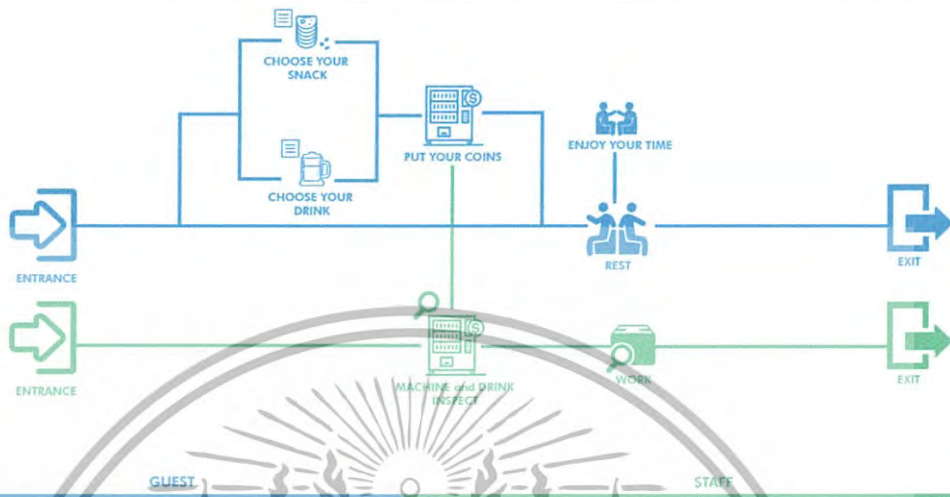 CHOOSE YOUR
SNACK
PUT YOUR COINS
ENJOY YOUR TIME
CHOOSE YOUR
DRINK
ENTRANCE
REST
EXIT
ENTRANCE
MACHINE and DRINK
INSPECT
WORK
EXIT
GUEST
STAFF